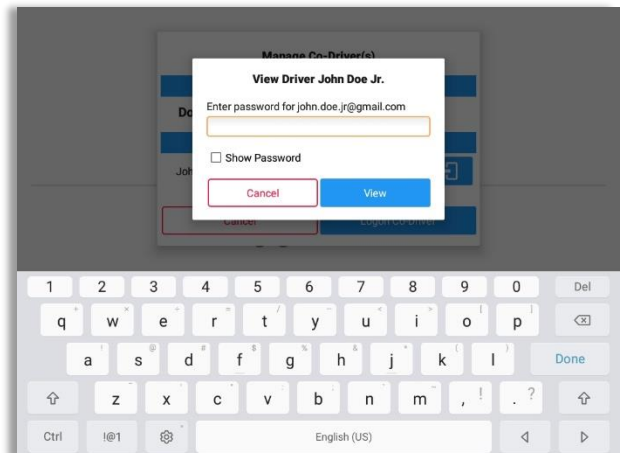 Manage Co-Driver(s)
View Driver John Doe Jr.
Do
Enter password for john.doe.jr@gmail.com
Show Password
Joh
Cancel View
Cancel Logon Co-Driver
1 2 3 4 5 6 7 8 9 0 Del
q w e r t y u i o p
a s d f g h j k l Done
z x c v b n m , ! . ?
Ctrl !@1 English (US)